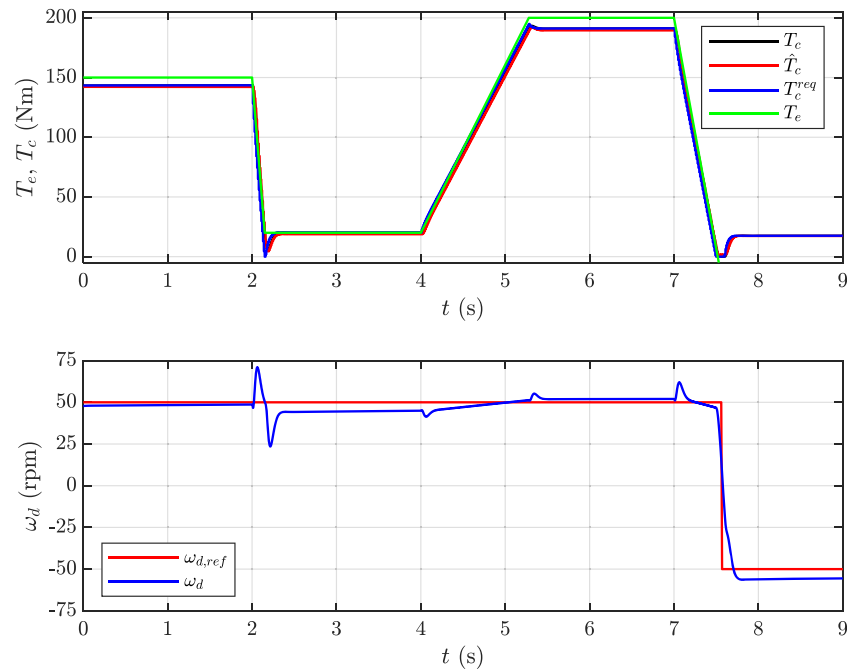 200
150
100
50
0
T_e, T_c (Nm)
T_c
T̂_c
T_c^{req}
T_e
0 1 2 3 4 5 6 7 8 9
t (s)
75
50
25
0
-25
-50
-75
ω_d (rpm)
ω_{d,ref}
ω_d
0 1 2 3 4 5 6 7 8 9
t (s)